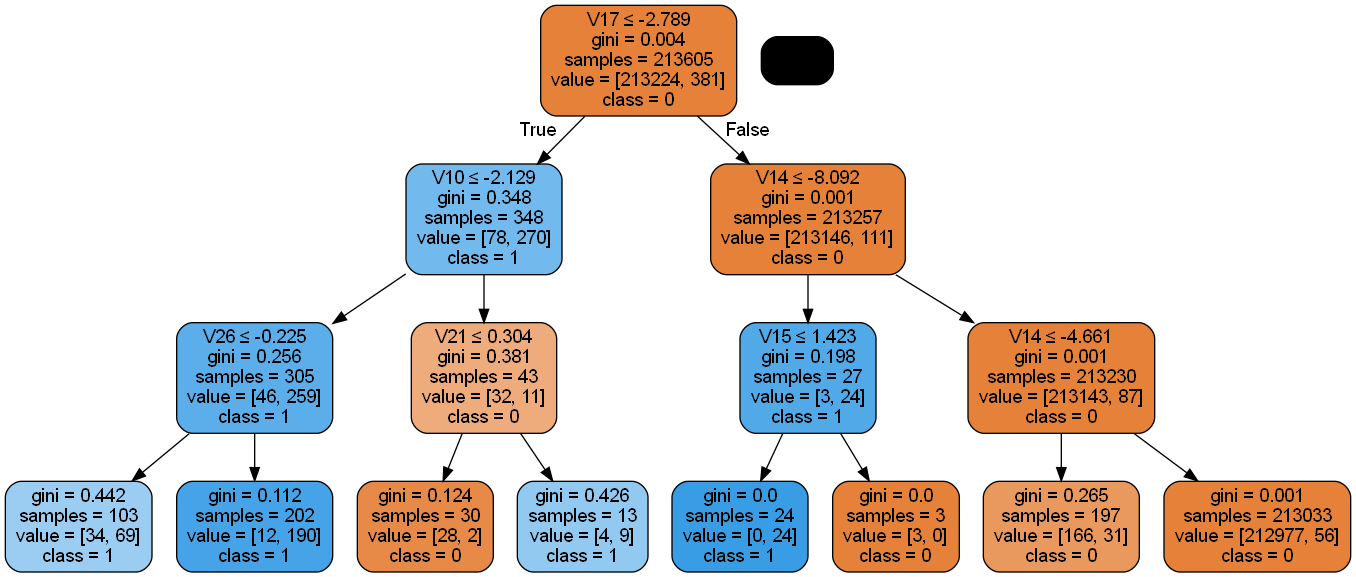 V17 ≤ -2.789
gini = 0.004
samples = 213605
value = [213224, 381]
class = 0
True
False
V10 ≤ -2.129
gini = 0.348
samples = 348
value = [78, 270]
class = 1
V14 ≤ -8.092
gini = 0.001
samples = 213257
value = [213146, 111]
class = 0
V26 ≤ -0.225
gini = 0.256
samples = 305
value = [46, 259]
class = 1
V21 ≤ 0.304
gini = 0.381
samples = 43
value = [32, 11]
class = 0
V15 ≤ 1.423
gini = 0.198
samples = 27
value = [3, 24]
class = 1
V14 ≤ -4.661
gini = 0.001
samples = 213230
value = [213143, 87]
class = 0
gini = 0.442
samples = 103
value = [34, 69]
class = 1
gini = 0.112
samples = 202
value = [12, 190]
class = 1
gini = 0.124
samples = 30
value = [28, 2]
class = 0
gini = 0.426
samples = 13
value = [4, 9]
class = 1
gini = 0.0
samples = 24
value = [0, 24]
class = 1
gini = 0.0
samples = 3
value = [3, 0]
class = 0
gini = 0.265
samples = 197
value = [166, 31]
class = 0
gini = 0.001
samples = 213033
value = [212977, 56]
class = 0